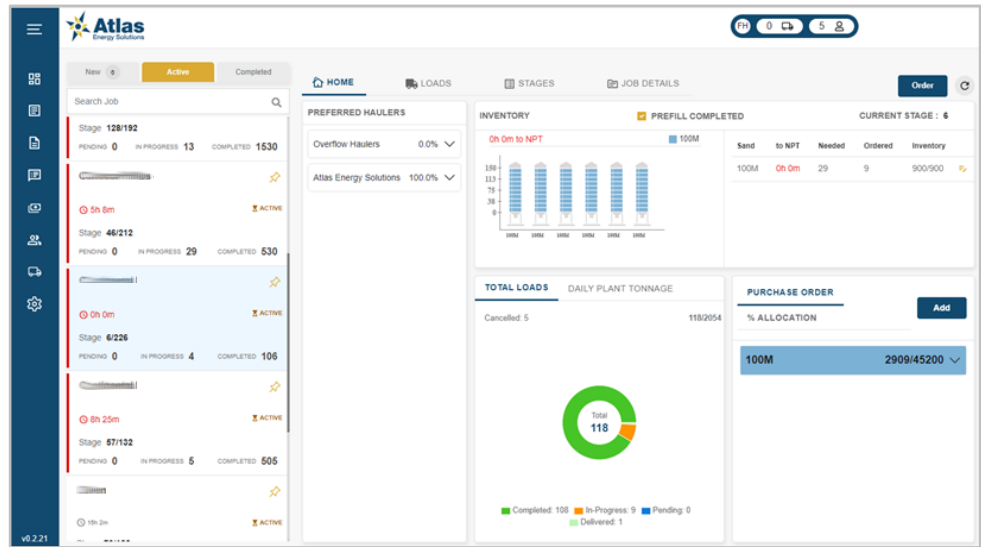 Atlas
Energy Solutions
FH 0 5
New 6 Active Completed
Search Job
Stage 128/192
PENDING 0 IN PROGRESS 13 COMPLETED 1530
5h 8m ACTIVE
Stage 46/212
PENDING 0 IN PROGRESS 29 COMPLETED 530
0h 0m ACTIVE
Stage 6/226
PENDING 0 IN PROGRESS 4 COMPLETED 106
8h 25m ACTIVE
Stage 57/132
PENDING 0 IN PROGRESS 5 COMPLETED 505
15h 2m ACTIVE
v0.2.21
HOME LOADS STAGES JOB DETAILS
Order
PREFERRED HAULERS
Overflow Haulers 0.0%
Atlas Energy Solutions 100.0%
INVENTORY PREFILL COMPLETED CURRENT STAGE : 6
0h 0m to NPT 100M
150
113
75
38
0
100M 100M 100M 100M 100M 100M
Sand to NPT Needed Ordered Inventory
100M 0h 0m 29 9 900/900
TOTAL LOADS DAILY PLANT TONNAGE
Cancelled: 5 118/2054
Total
118
Completed: 108 In-Progress: 9 Pending: 0
Delivered: 1
PURCHASE ORDER
% ALLOCATION
Add
100M 2909/45200